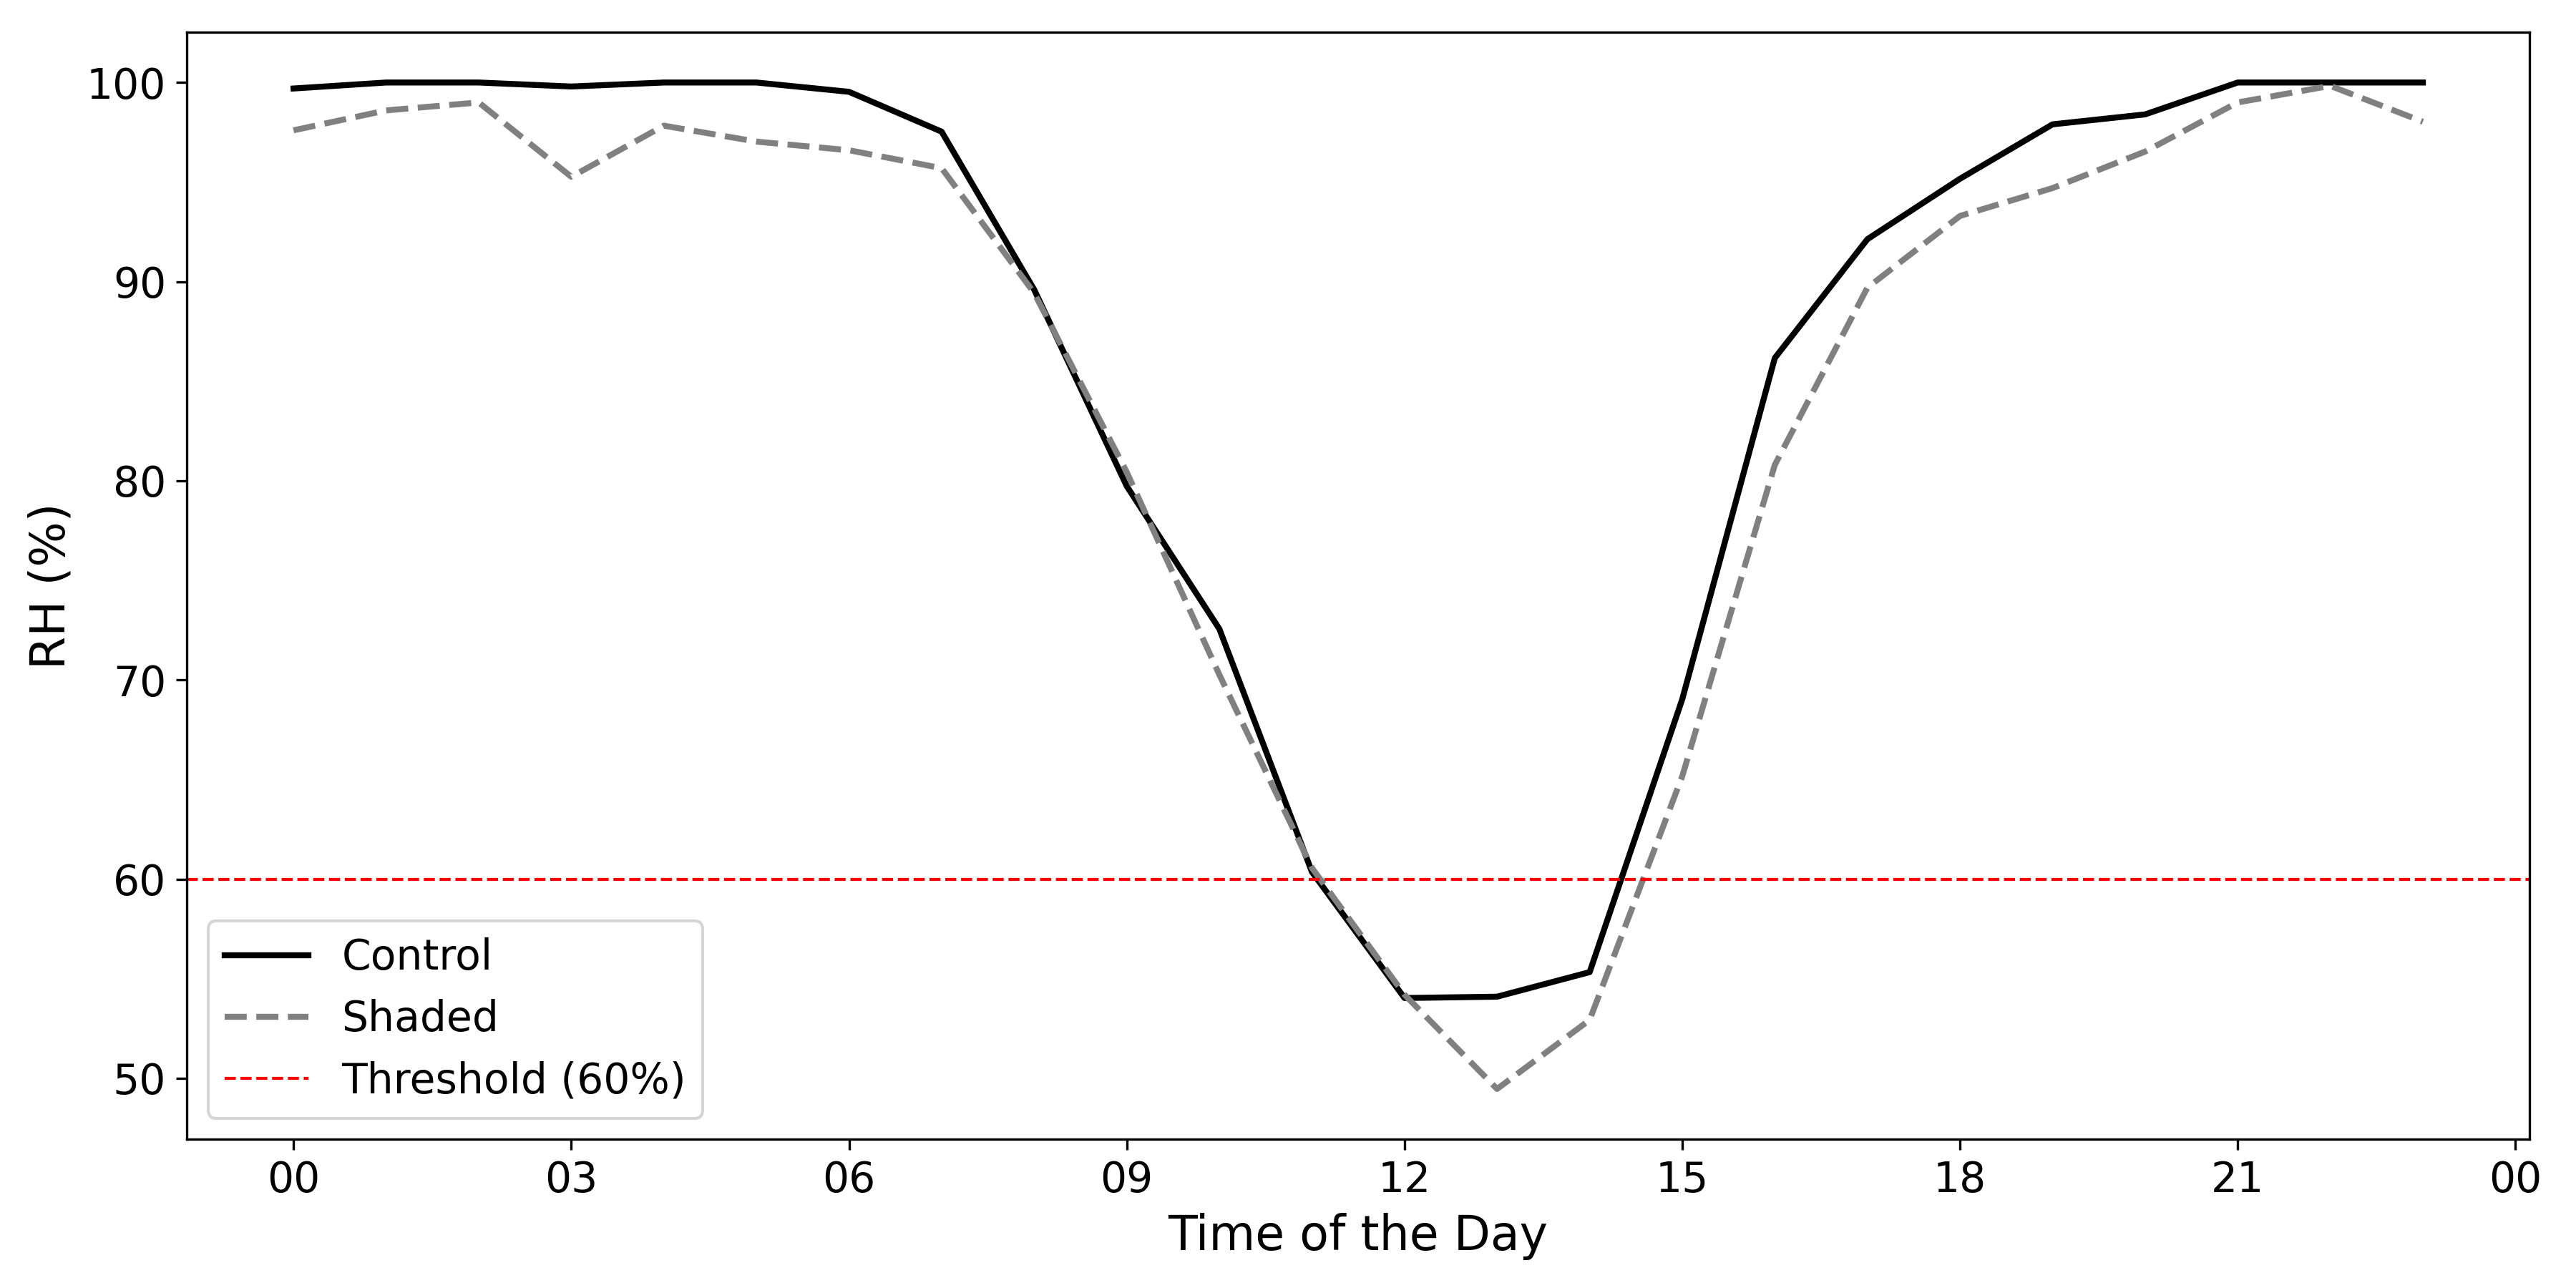 100
90
80
70
60
50
RH (%)
Control
Shaded
Threshold (60%)
00 03 06 09 12 15 18 21 00
Time of the Day